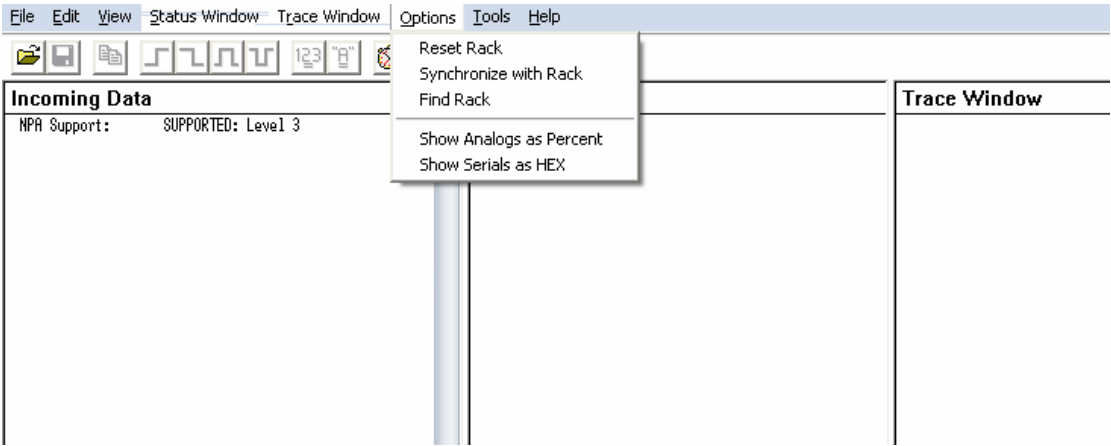 File Edit View Status Window Trace Window Options Tools Help
123 "A"
Reset Rack
Synchronize with Rack
Find Rack
Show Analogs as Percent
Show Serials as HEX
Incoming Data
NPA Support: SUPPORTED: Level 3
Trace Window